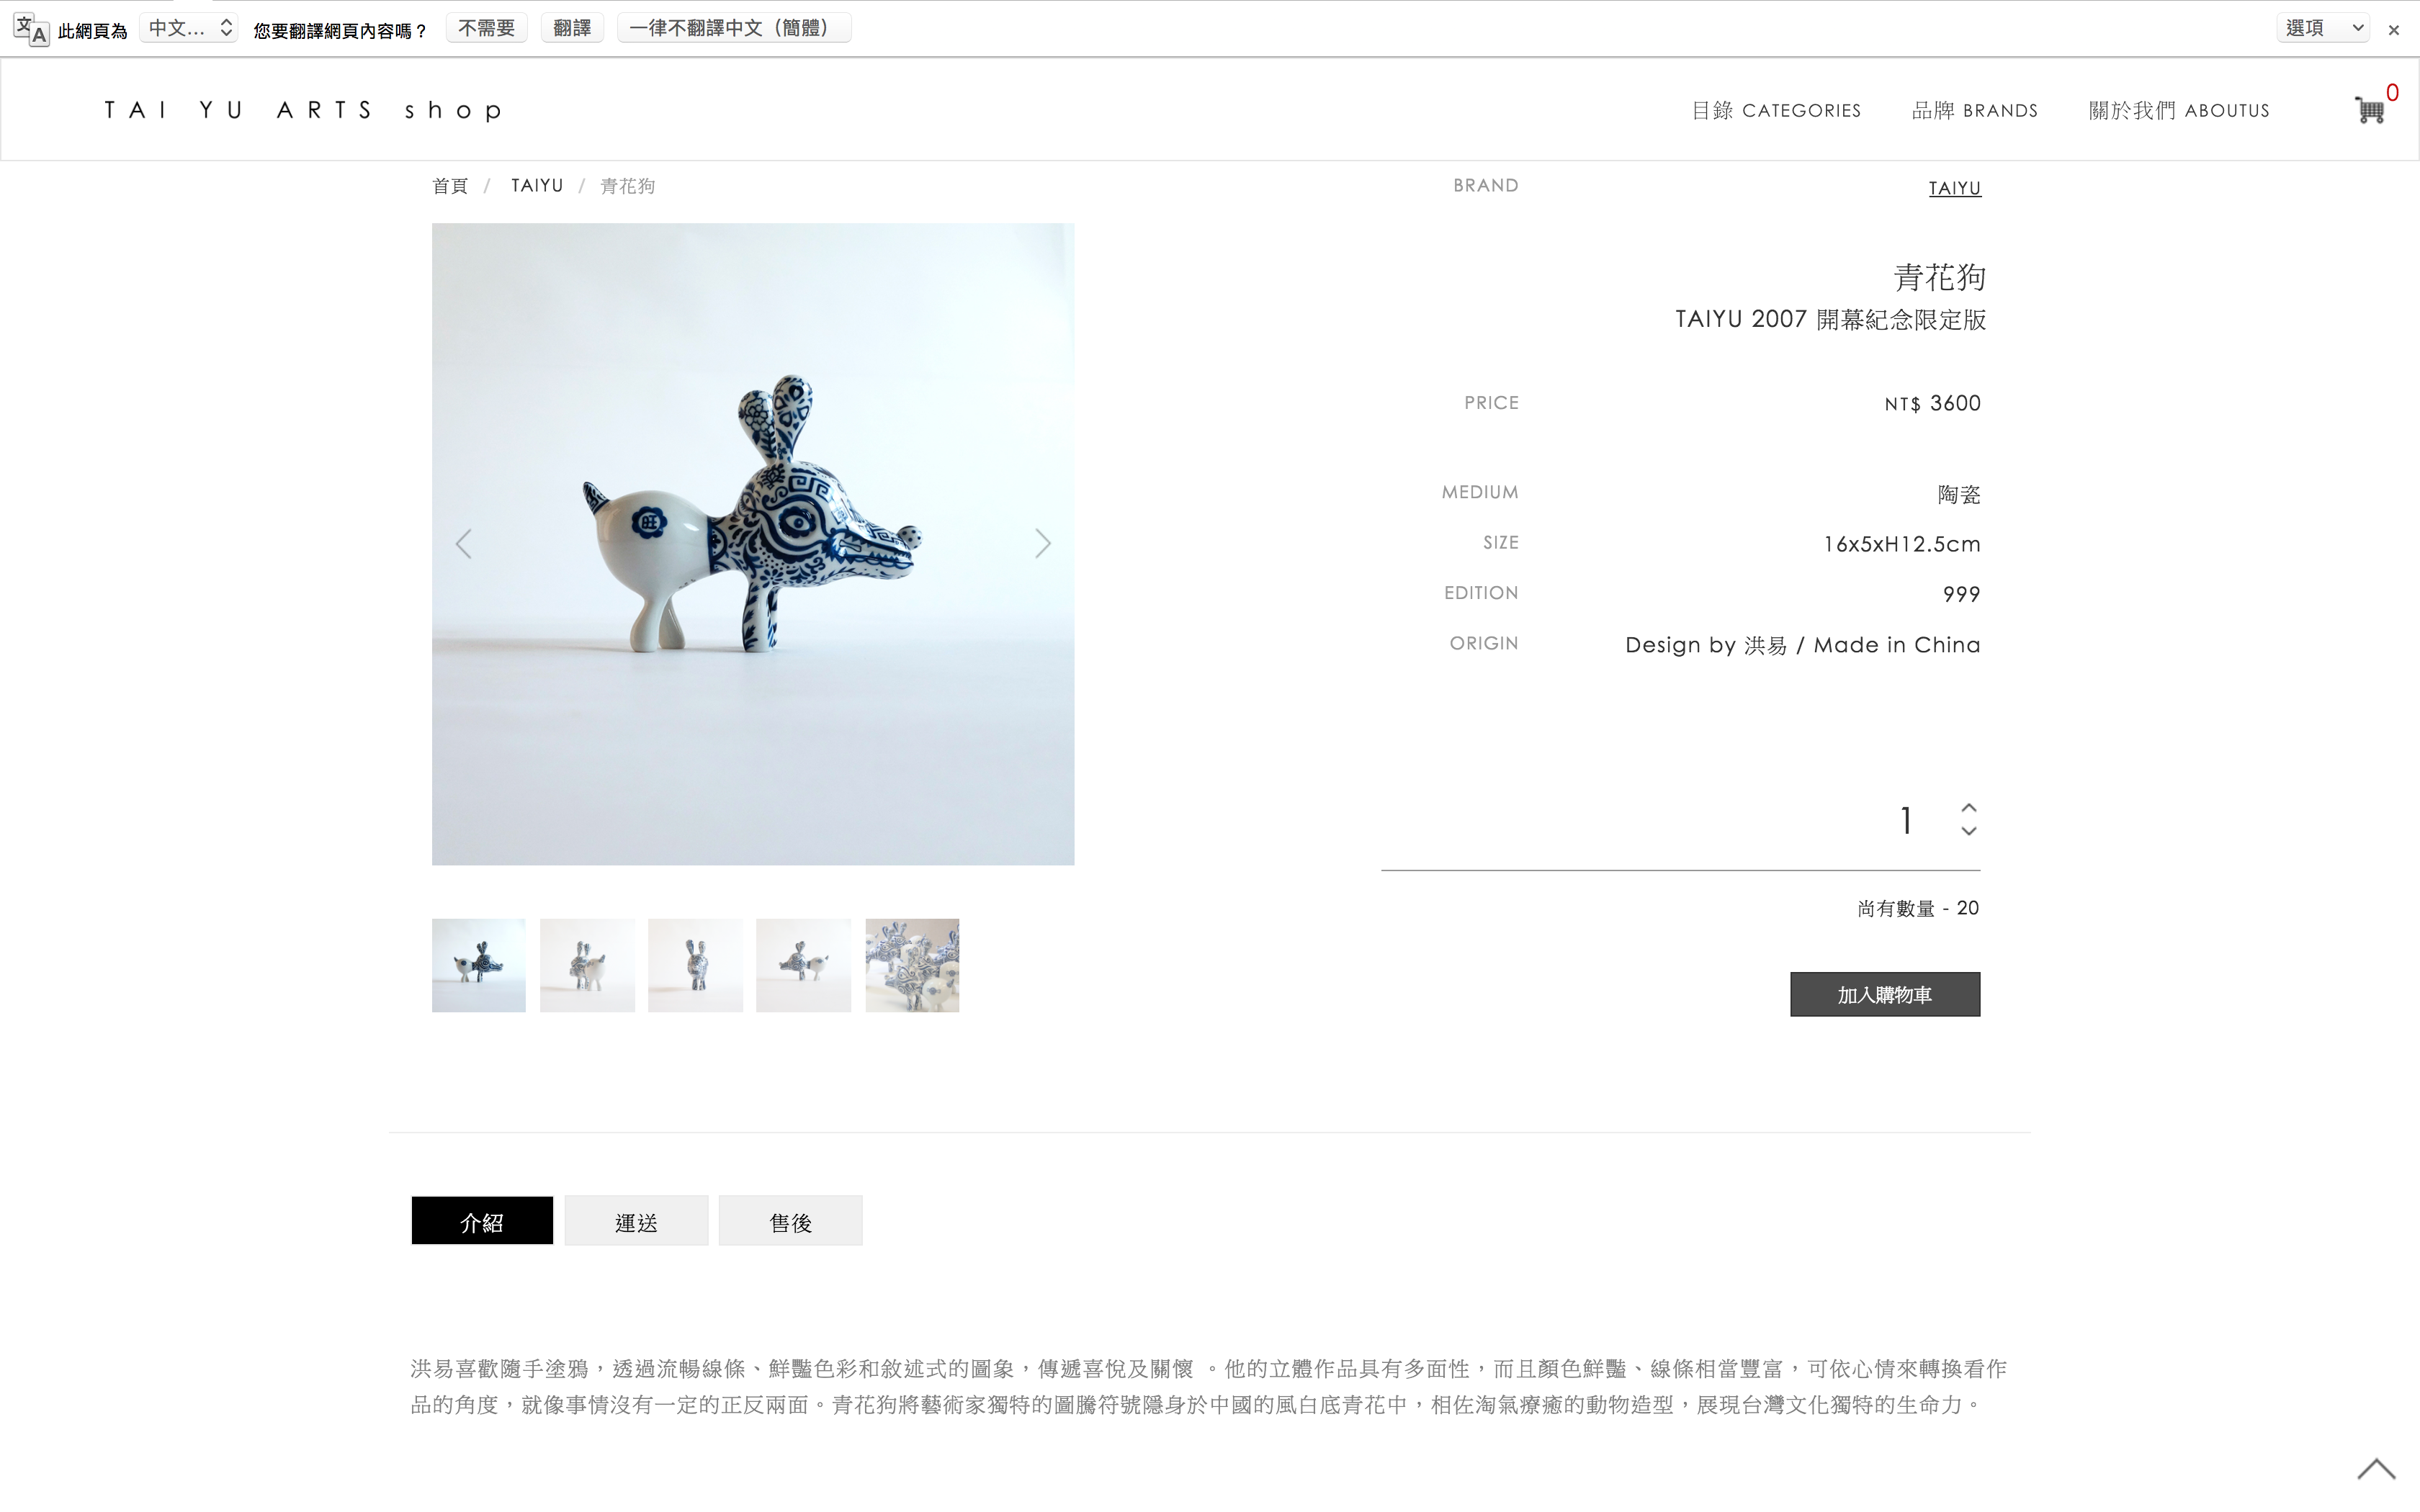 此網頁為 中文... 您要翻譯網頁內容嗎？ 不需要 翻譯 一律不翻譯中文（簡體） 選項 ×
TAI YU ARTS shop 目錄 CATEGORIES 品牌 BRANDS 關於我們 ABOUTUS 0
首頁 / TAIYU / 青花狗
BRAND TAIYU
青花狗
TAIYU 2007 開幕紀念限定版
PRICE NT$ 3600
MEDIUM 陶瓷
SIZE 16x5xH12.5cm
EDITION 999
ORIGIN Design by 洪易 / Made in China
旺
1
尚有數量 - 20
加入購物車
介紹 運送 售後
洪易喜歡隨手塗鴉，透過流暢線條、鮮豔色彩和敘述式的圖象，傳遞喜悅及關懷 。他的立體作品具有多面性，而且顏色鮮豔、線條相當豐富，可依心情來轉換看作
品的角度，就像事情沒有一定的正反兩面。青花狗將藝術家獨特的圖騰符號隱身於中國的風白底青花中，相佐淘氣療癒的動物造型，展現台灣文化獨特的生命力。